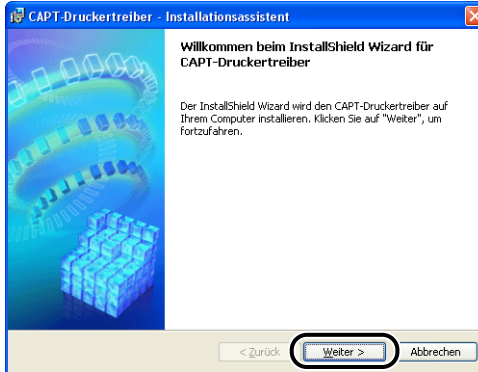 CAPT-Druckertreiber - Installationsassistent
Willkommen beim InstallShield Wizard für
CAPT-Druckertreiber
Der InstallShield Wizard wird den CAPT-Druckertreiber auf
Ihrem Computer installieren. Klicken Sie auf "Weiter", um
fortzufahren.
< Zurück
Weiter >
Abbrechen